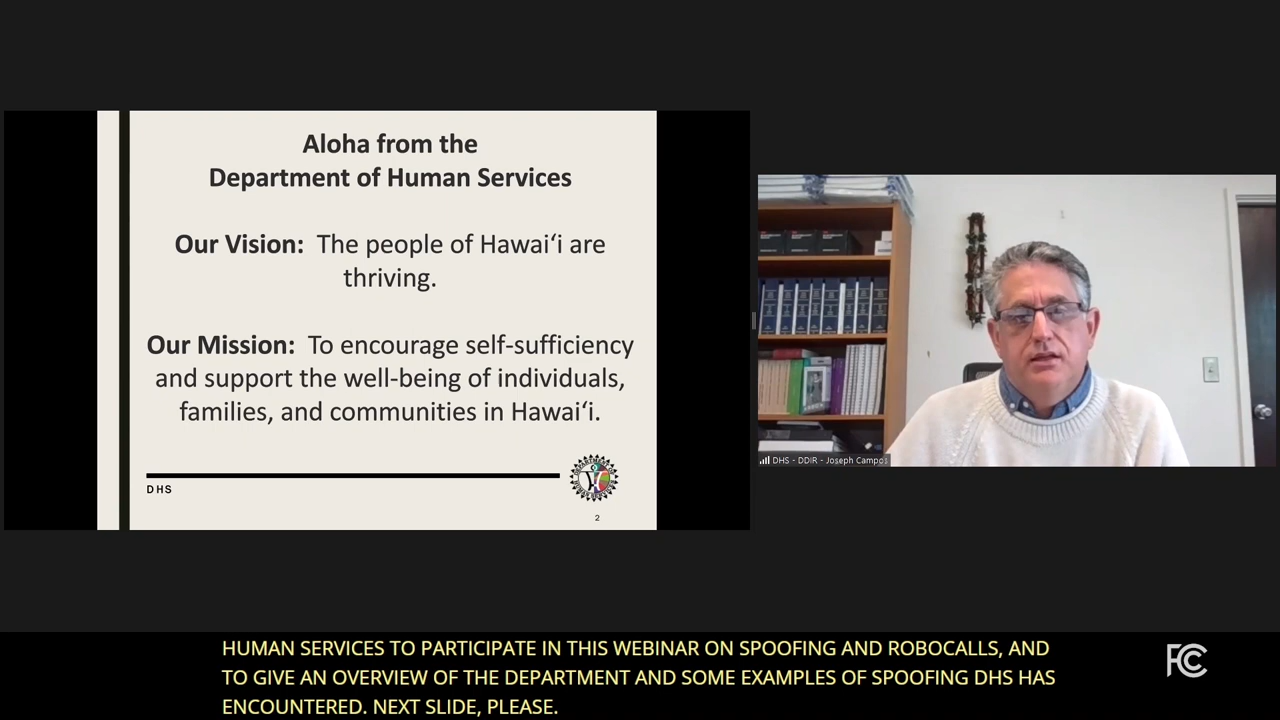 Aloha from the
Department of Human Services
Our Vision: The people of Hawaiʻi are
thriving.
Our Mission: To encourage self-sufficiency
and support the well-being of individuals,
families, and communities in Hawaiʻi.
DHS
2
DHS - DDIR - Joseph Campos
HUMAN SERVICES TO PARTICIPATE IN THIS WEBINAR ON SPOOFING AND ROBOCALLS, AND
TO GIVE AN OVERVIEW OF THE DEPARTMENT AND SOME EXAMPLES OF SPOOFING DHS HAS
ENCOUNTERED. NEXT SLIDE, PLEASE.
FCC